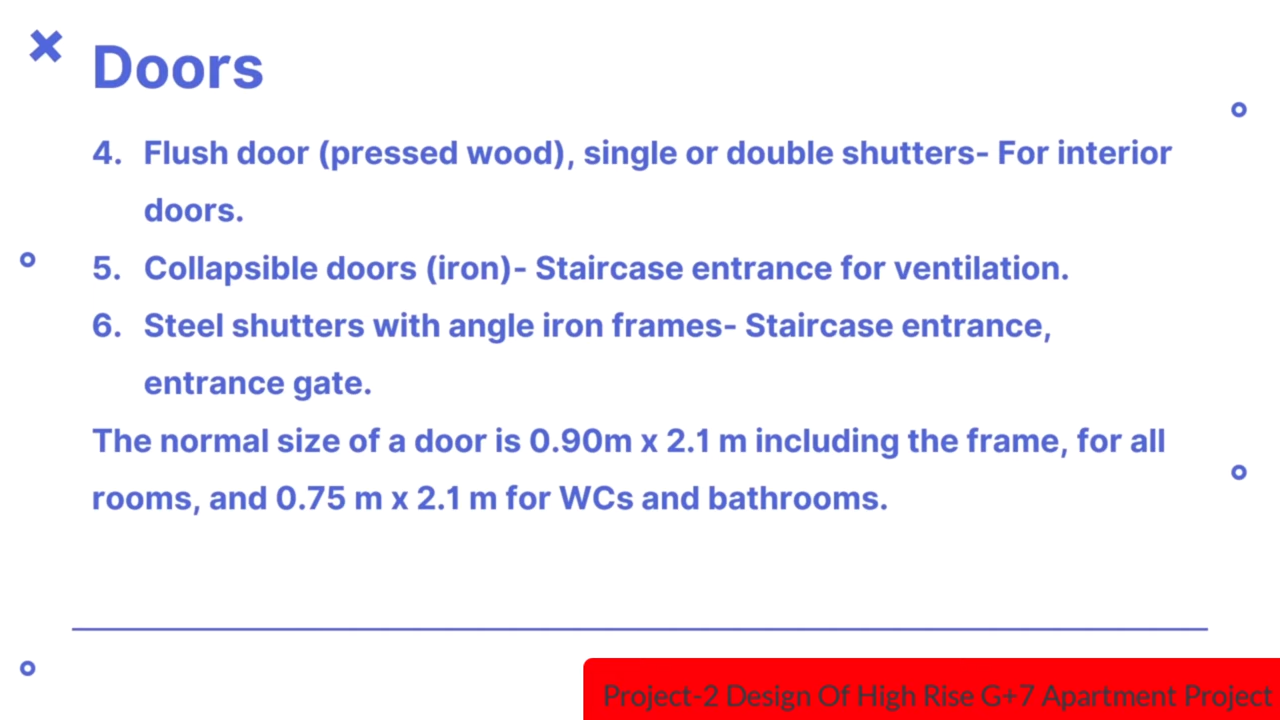 Doors
4. Flush door (pressed wood), single or double shutters- For interior
doors.
5. Collapsible doors (iron)- Staircase entrance for ventilation.
6. Steel shutters with angle iron frames- Staircase entrance,
entrance gate.
The normal size of a door is 0.90m x 2.1 m including the frame, for all
rooms, and 0.75 m x 2.1 m for WCs and bathrooms.
Project-2 Design Of High Rise G+7 Apartment Project